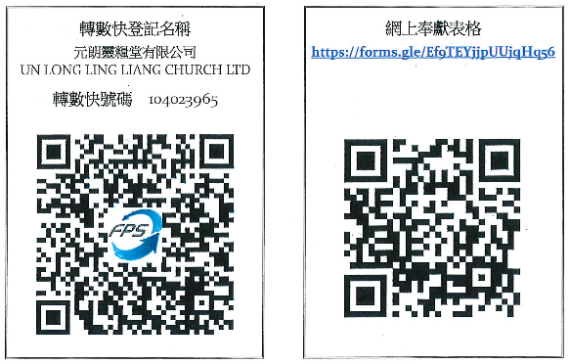 轉數快登記名稱
元朗靈糧堂有限公司
UN LONG LING LIANG CHURCH LTD
轉數快號碼 104023965
FPS
網上奉獻表格
https://forms.gle/Ef9TEYjjpUUjqHq56